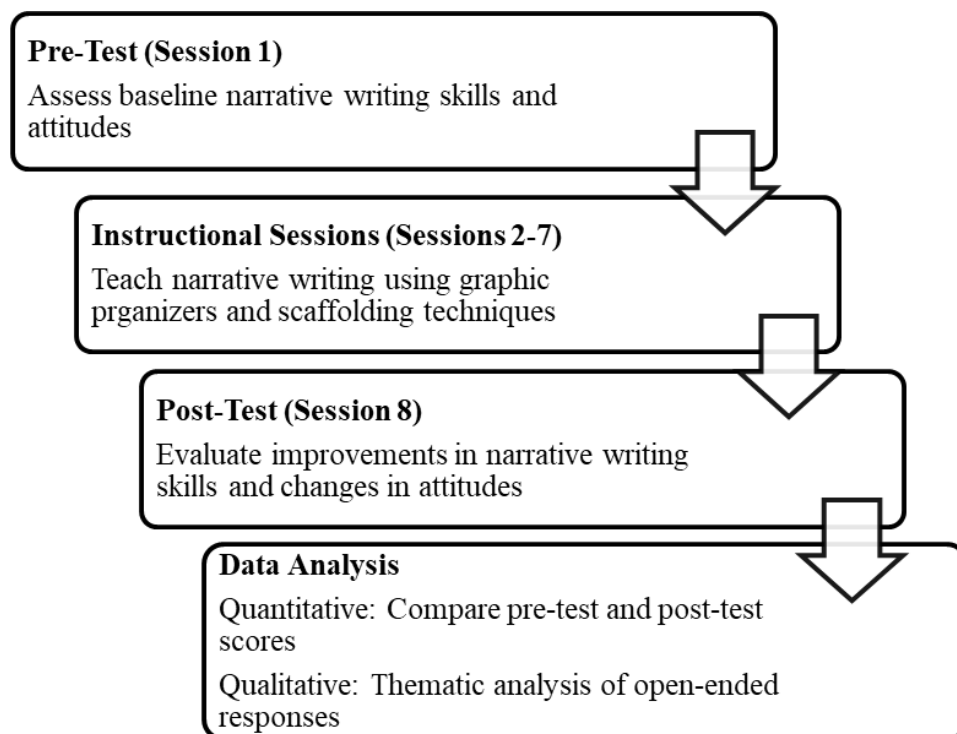 Pre-Test (Session 1)
Assess baseline narrative writing skills and
attitudes
Instructional Sessions (Sessions 2-7)
Teach narrative writing using graphic
prganizers and scaffolding techniques
Post-Test (Session 8)
Evaluate improvements in narrative writing
skills and changes in attitudes
Data Analysis
Quantitative: Compare pre-test and post-test
scores
Qualitative: Thematic analysis of open-ended
responses